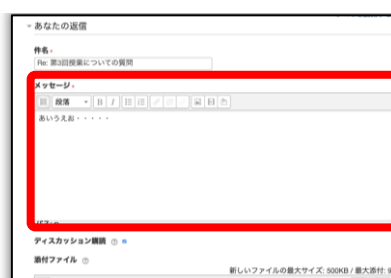 あなたの返信
件名
Re: 第3回授業についての質問
メッセージ
段落 B I
あいうえお・・・・・
ディスカッション購読
添付ファイル
新しいファイルの最大サイズ: 500KB / 最大添付: